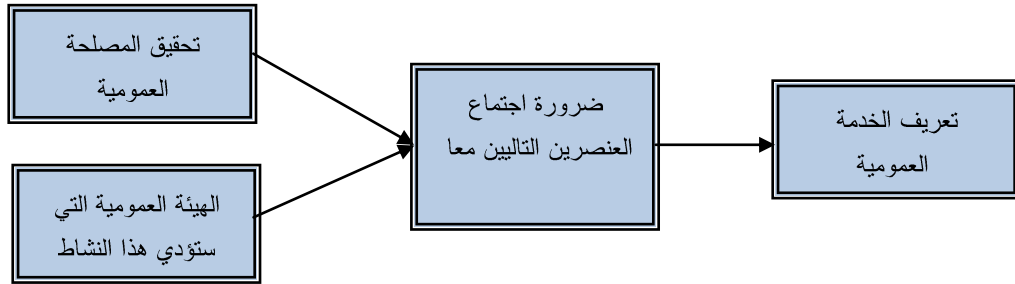 تحقيق المصلحة
العمومية
ضرورة اجتماع
العنصرين التاليين معا
تعريف الخدمة
العمومية
الهيئة العمومية التي
ستؤدي هذا النشاط